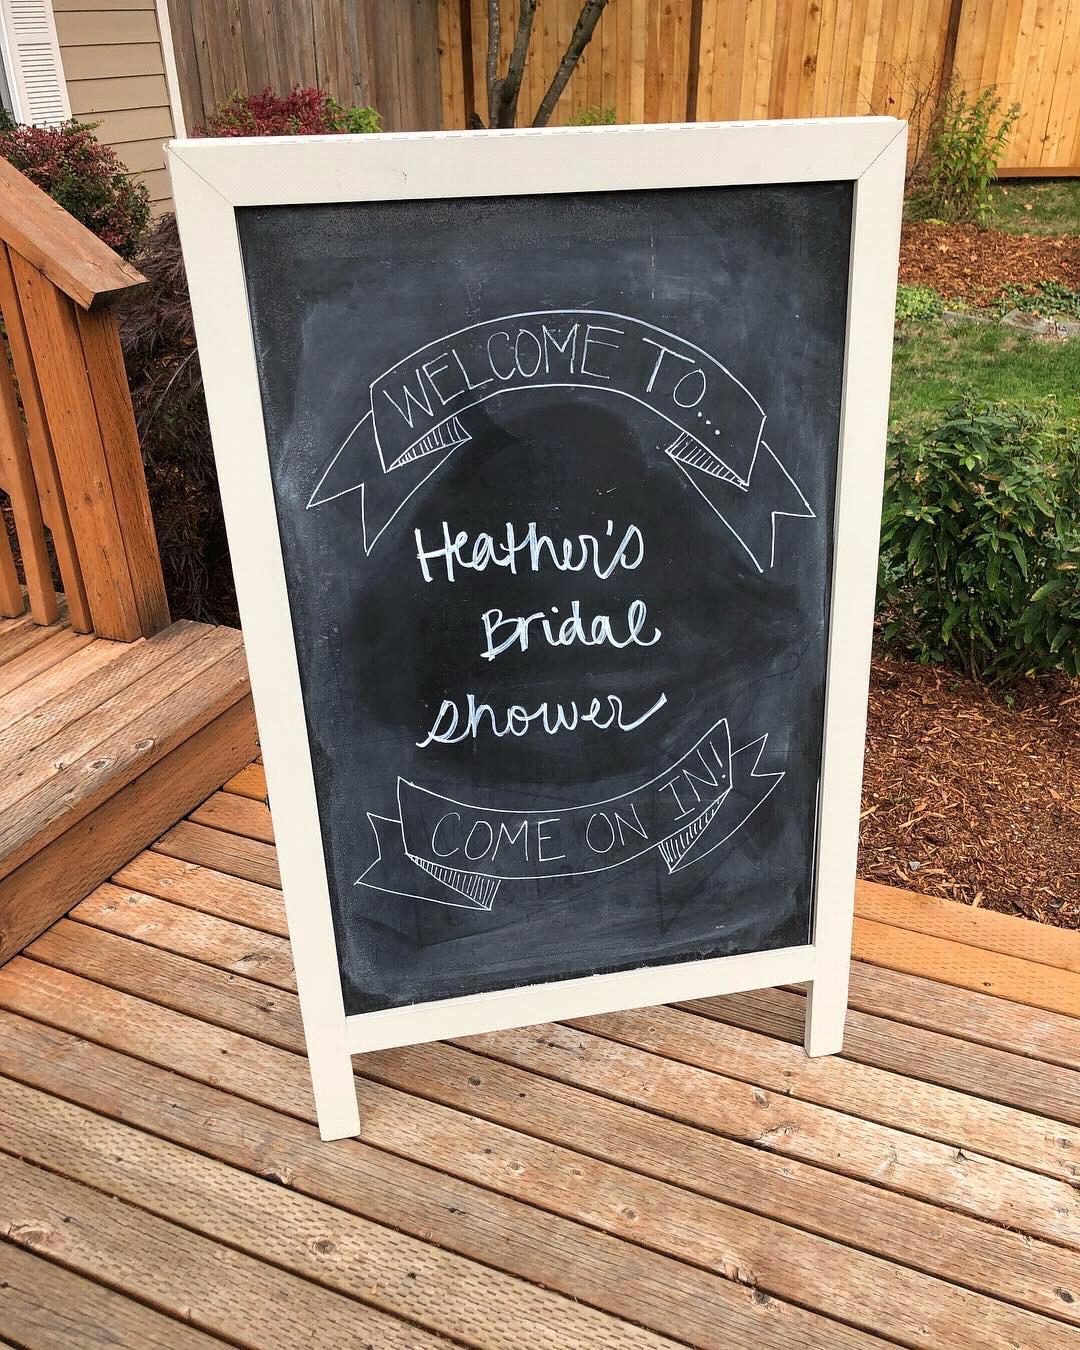 WELCOME TO...
Heather's
Bridal
shower
COME ON IN!